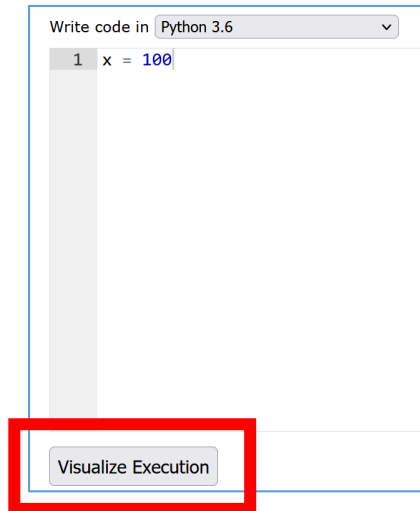 Write code in Python 3.6
1 x = 100
Visualize Execution